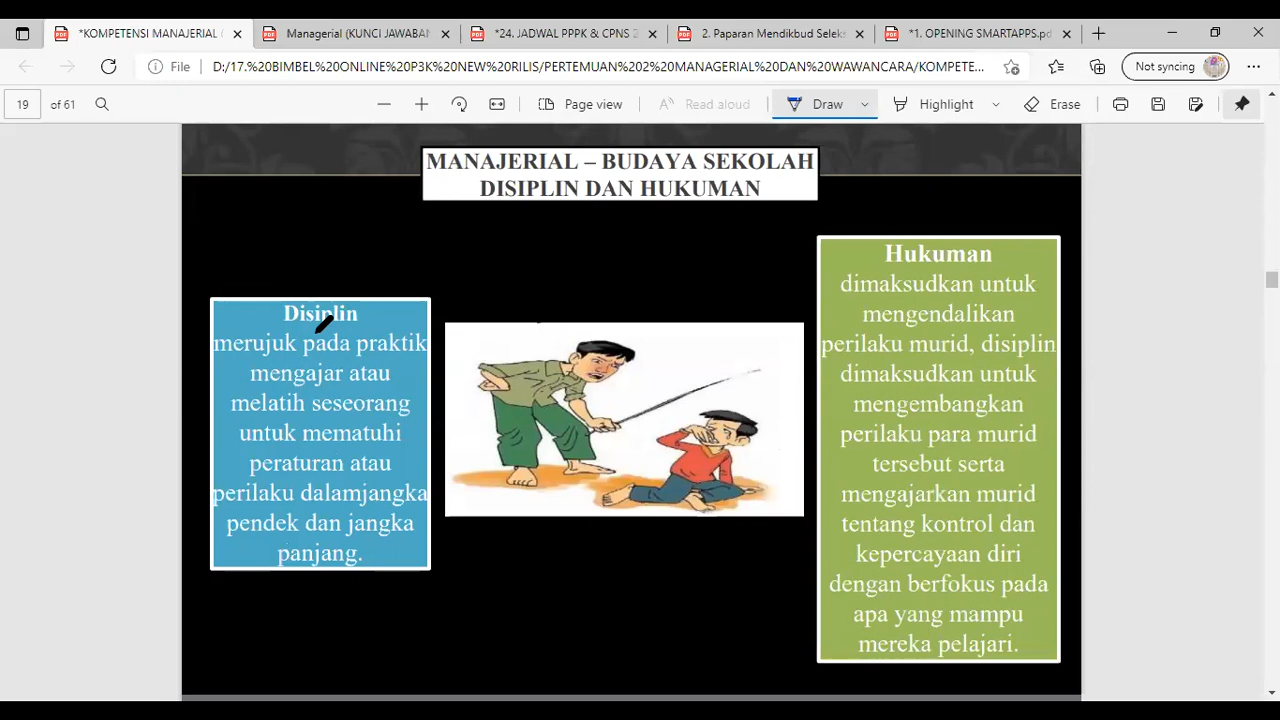 *KOMPETENSI MANAJERIAL (
Managerial (KUNCI JAWABAN
*24. JADWAL PPPK & CPNS 2
2. Paparan Mendikbud Seleks
*1. OPENING SMARTAPPS.pd
File
D:/17.%20BIMBEL%20ONLINE%20P3K%20NEW%20RILIS/PERTEMUAN%202%20MANAGERIAL%20DAN%20WAWANCARA/KOMPETE...
Not syncing
19 of 61
Page view
Read aloud
Draw
Highlight
Erase
MANAJERIAL – BUDAYA SEKOLAH
DISIPLIN DAN HUKUMAN
Disiplin
merujuk pada praktik
mengajar atau
melatih seseorang
untuk mematuhi
peraturan atau
perilaku dalamjangka
pendek dan jangka
panjang.
Hukuman
dimaksudkan untuk
mengendalikan
perilaku murid, disiplin
dimaksudkan untuk
mengembangkan
perilaku para murid
tersebut serta
mengajarkan murid
tentang kontrol dan
kepercayaan diri
dengan berfokus pada
apa yang mampu
mereka pelajari.